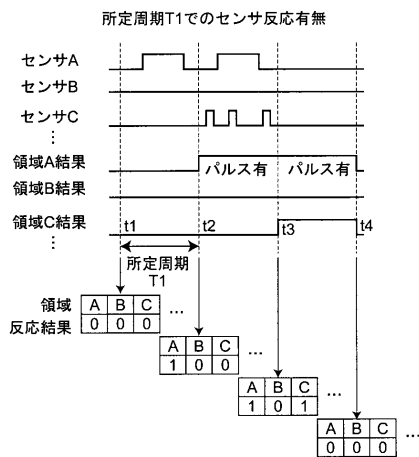 所定周期T1でのセンサ反応有無
センサA
センサB
センサC
⋮
領域A結果
パルス有 パルス有
領域B結果
領域C結果
t1 t2 t3 t4
⋮
所定周期
T1
領域
反応結果
A B C …
0 0 0
A B C …
1 0 0
A B C …
1 0 1
A B C …
0 0 0